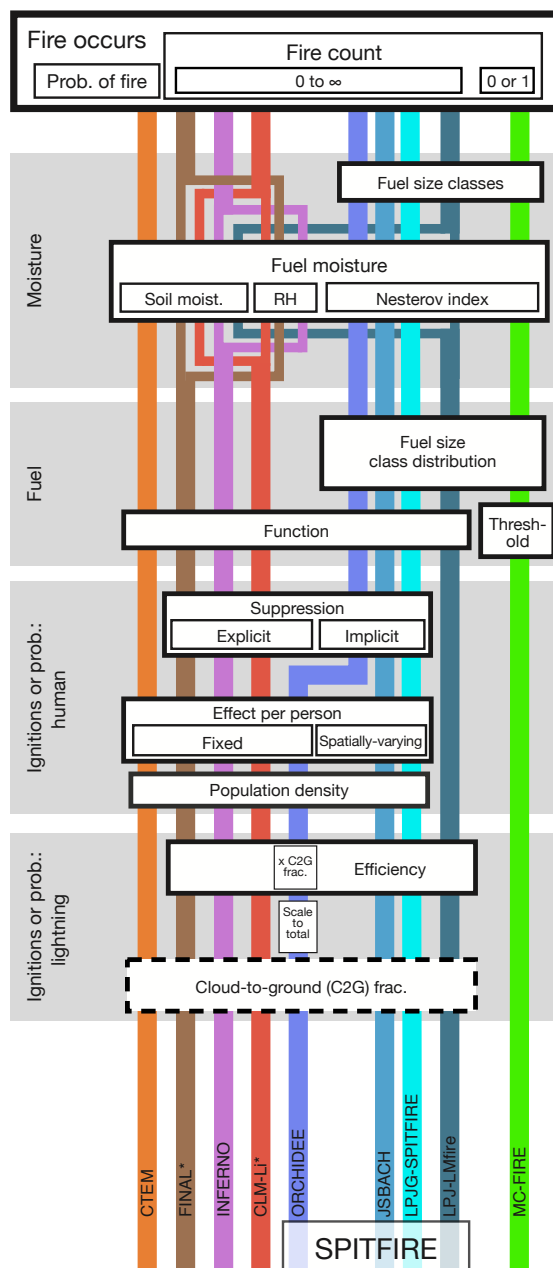 Fire occurs
Fire count
Prob. of fire
0 to ∞
0 or 1
Moisture
Fuel size classes
Fuel moisture
Soil moist.
RH
Nesterov index
Fuel
Fuel size
class distribution
Function
Thresh-
old
Ignitions or prob.:
human
Suppression
Explicit
Implicit
Effect per person
Fixed
Spatially-varying
Population density
Ignitions or prob.:
lightning
x C2G
frac.
Efficiency
Scale
to
total
Cloud-to-ground (C2G) frac.
CTEM
FINAL*
INFERNO
CLM-Li*
ORCHIDEE
JSBACH
LPJG-SPITFIRE
LPJ-LMfire
MC-FIRE
SPITFIRE